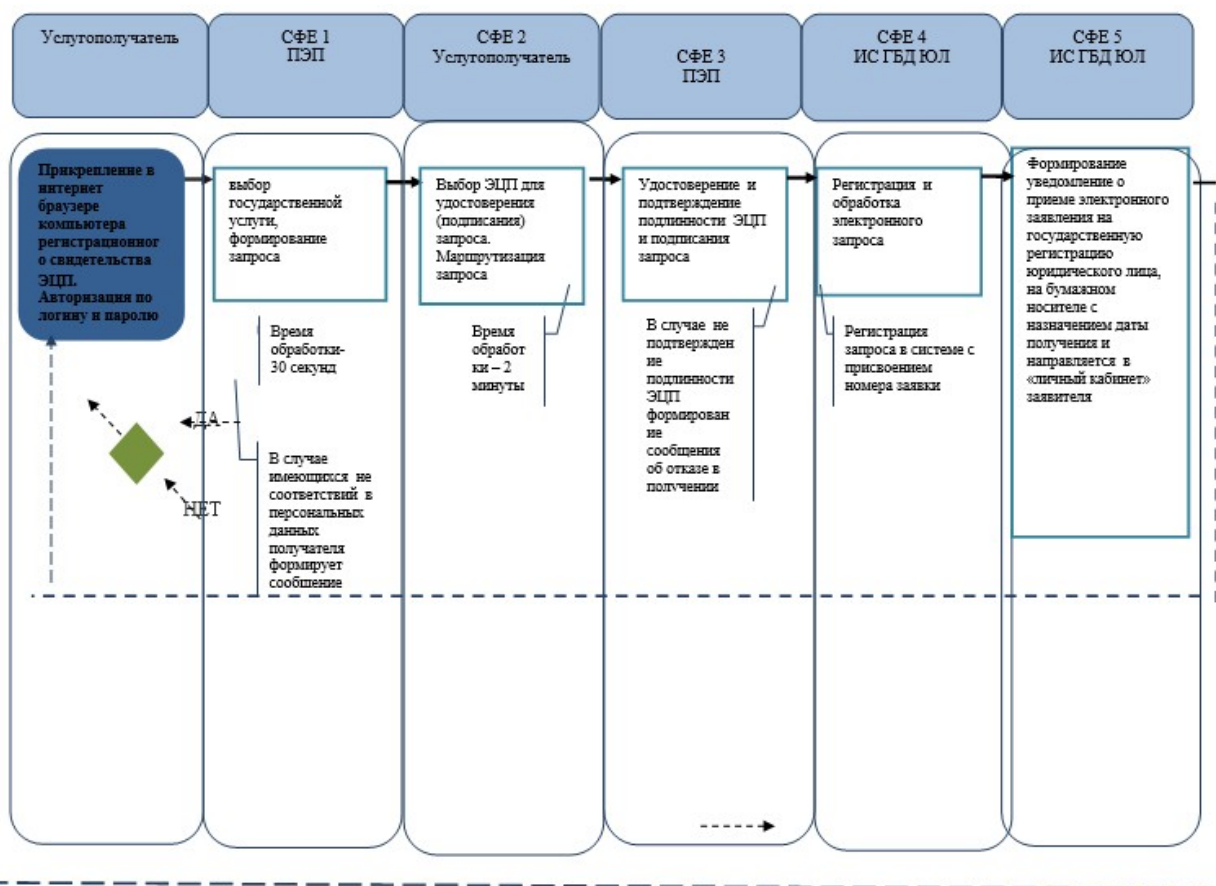 Услугополучатель
СФЕ 1
ПЭП
СФЕ 2
Услугополучатель
СФЕ 3
ПЭП
СФЕ 4
ИС ГБД ЮЛ
СФЕ 5
ИС ГБД ЮЛ
Прикрепление в
интернет
браузере
компьютера
регистрационног
о свидетельства
ЭЦП.
Авторизация по
логину и паролю
выбор
государственной
услуги,
формирование
запроса
Выбор ЭЦП для
удостоверения
(подписания)
запроса.
Маршрутизация
запроса
Удостоверение и
подтверждение
подлинности ЭЦП
и подписания
запроса
Регистрация и
обработка
электронного
запроса
Формирование
уведомление о
приеме электронного
заявления на
государственную
регистрацию
юридического лица,
на бумажном
носителе с
назначением даты
получения и
направляется в
«личный кабинет»
заявителя
Время
обработки-
30 секунд
Время
обработ
ки – 2
минуты
В случае не
подтвержден
ие
подлинности
ЭЦП
формирован
ие
сообщения
об отказе в
получении
Регистрация
запроса в системе с
присвоением
номера заявки
ДА
НЕТ
В случае
имеющихся не
соответствий в
персональных
данных
получателя
формирует
сообщение